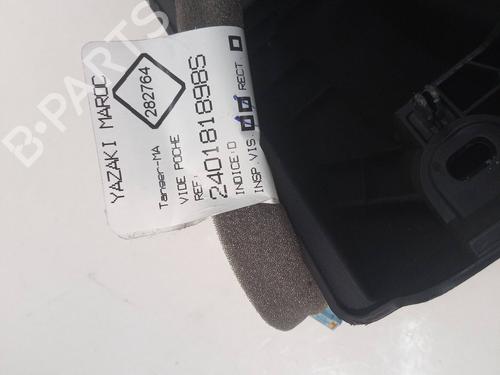 B-PARTS
YAZAKI MAROC
282764
Tanger-MA
VIDE POCHE
REF:
240181898S
INDICE:D
INSP VIS: RECT